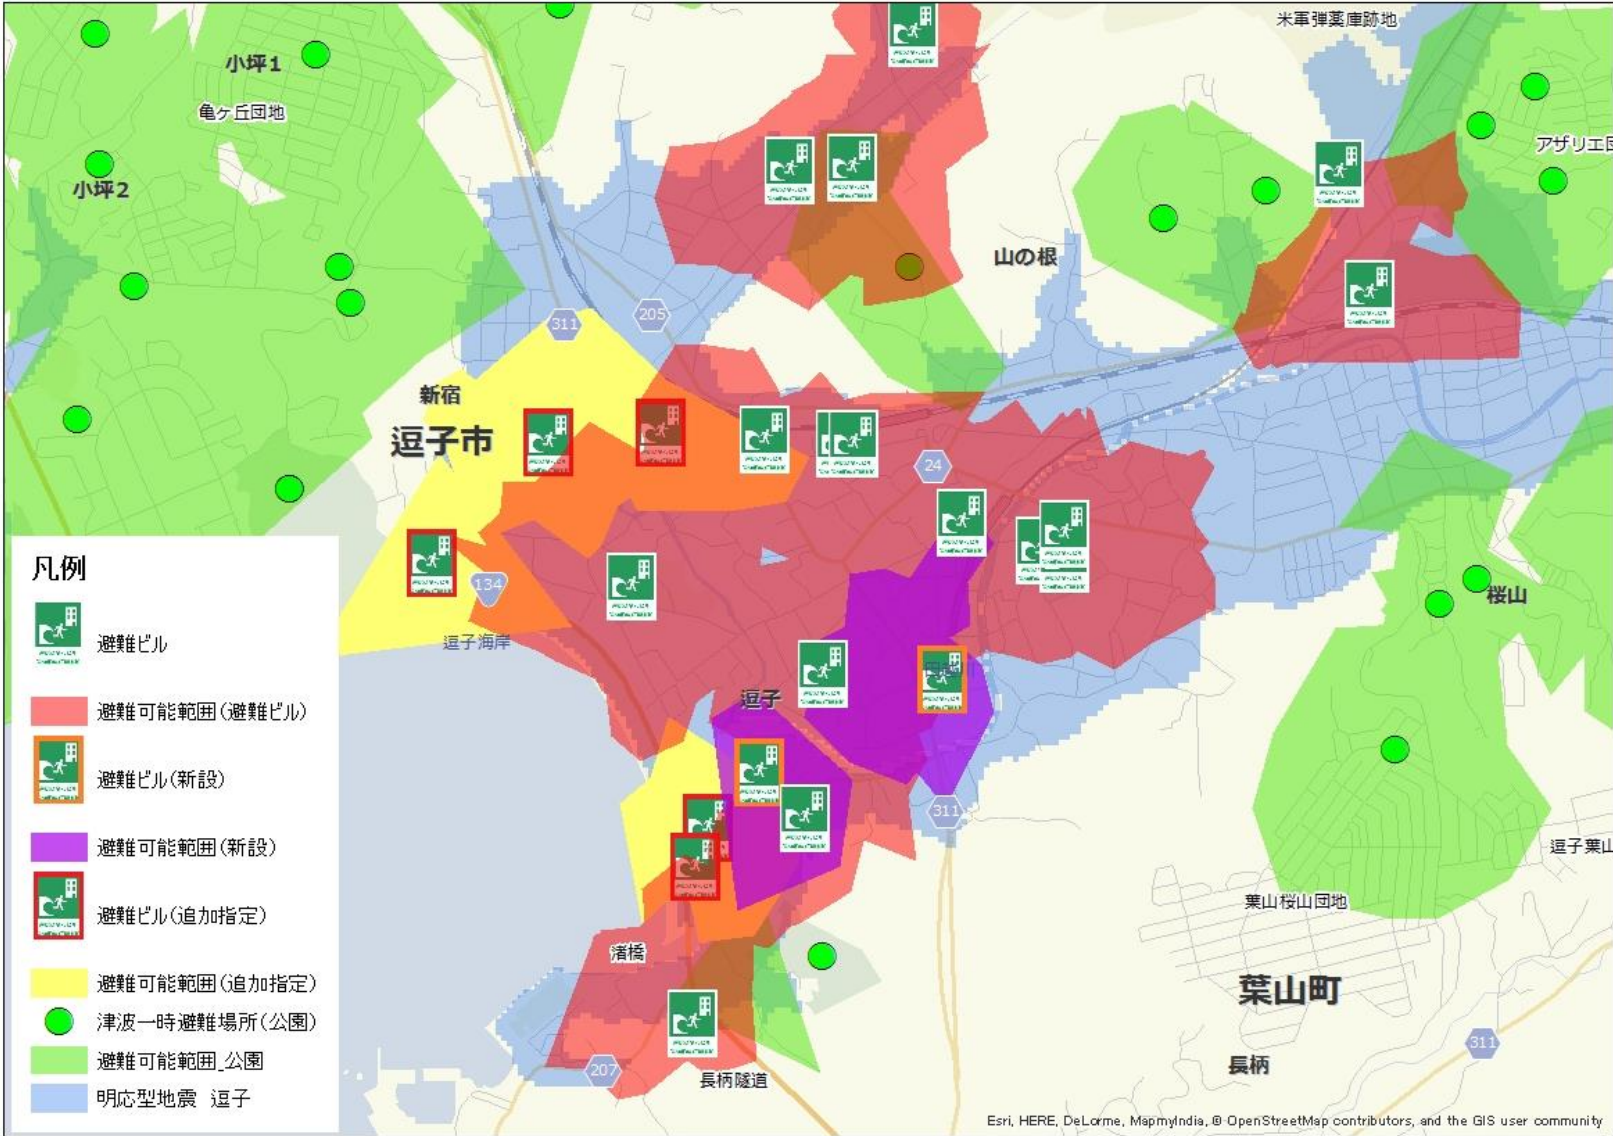 米軍弾薬庫跡地
小坪1
亀ヶ丘団地
アザリエ団
小坪2
山の根
311
205
新宿
逗子市
24
134
逗子海岸
桜山
逗子
311
逗子葉山
葉山桜山団地
渚橋
葉山町
311
長柄
207
長柄隧道
凡例
避難ビル
避難可能範囲(避難ビル)
避難ビル(新設)
避難可能範囲(新設)
避難ビル(追加指定)
避難可能範囲(追加指定)
津波一時避難場所(公園)
避難可能範囲_公園
明応型地震 逗子
Esri, HERE, DeLorme, MapmyIndia, © OpenStreetMap contributors, and the GIS user community